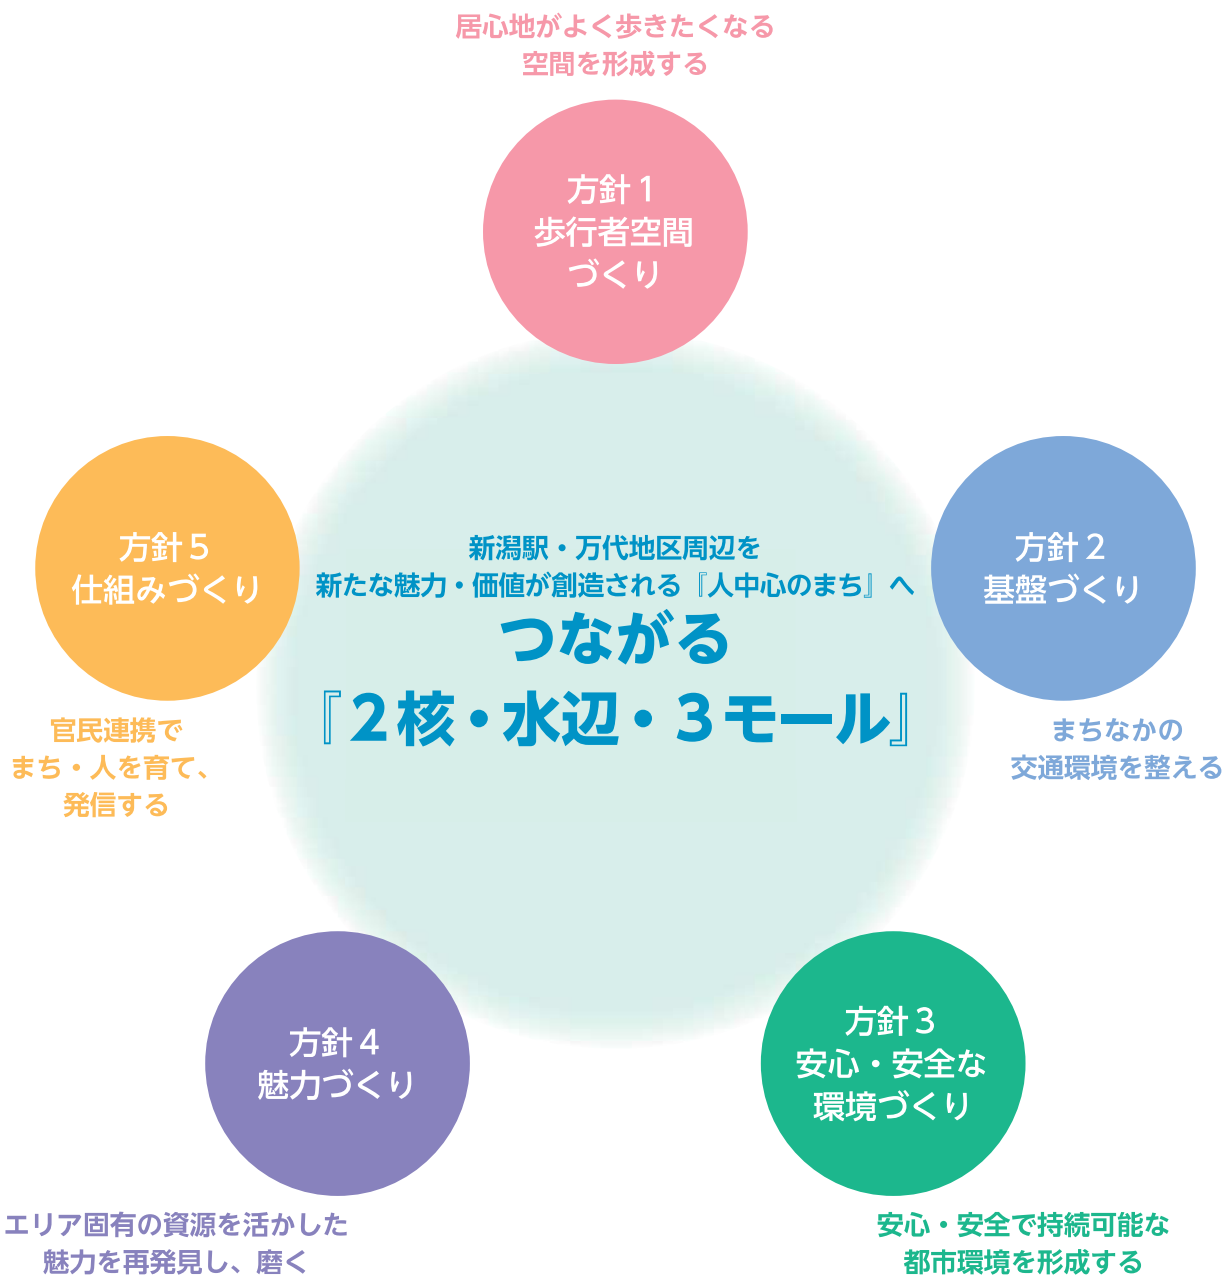 居心地がよく歩きたくなる
空間を形成する
方針1
歩行者空間
づくり
方針5
仕組みづくり
新潟駅・万代地区周辺を
新たな魅力・価値が創造される『人中心のまち』へ
つながる
『2核・水辺・3モール』
方針2
基盤づくり
官民連携で
まち・人を育て、
発信する
まちなかの
交通環境を整える
方針4
魅力づくり
方針3
安心・安全な
環境づくり
エリア固有の資源を活かした
魅力を再発見し、磨く
安心・安全で持続可能な
都市環境を形成する